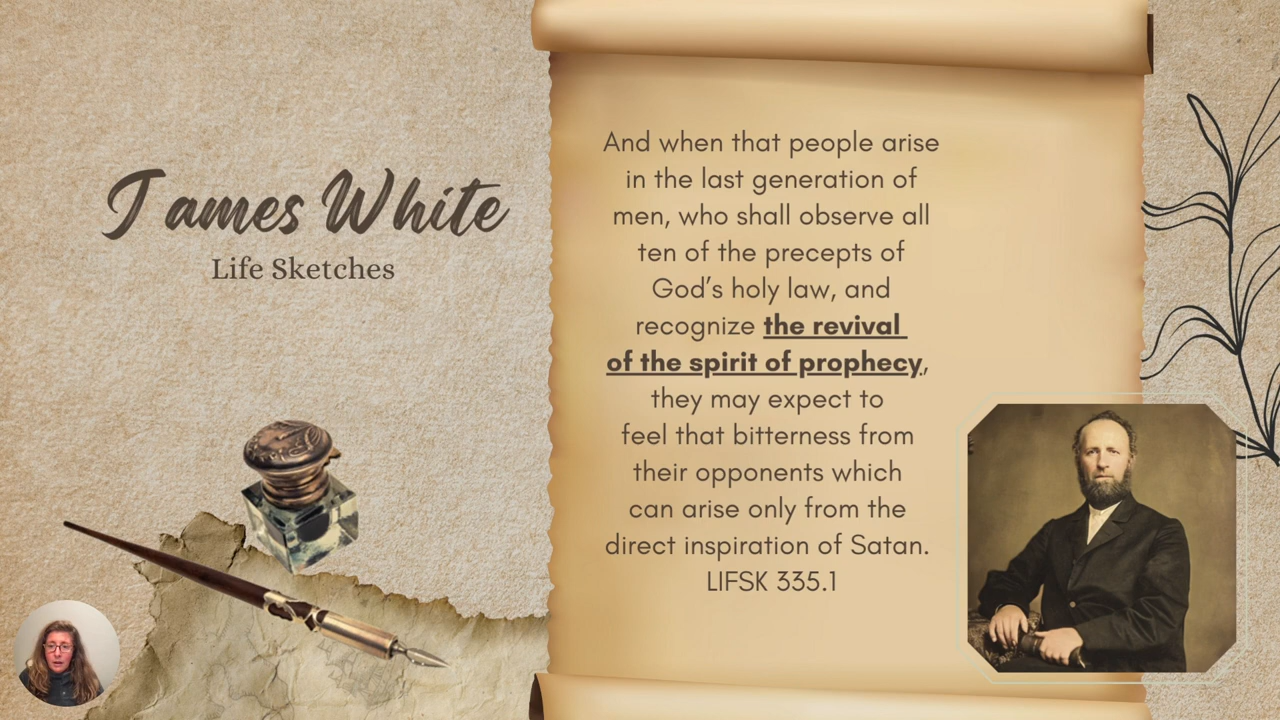 James White
Life Sketches
And when that people arise
in the last generation of
men, who shall observe all
ten of the precepts of
God's holy law, and
recognize the revival
of the spirit of prophecy,
they may expect to
feel that bitterness from
their opponents which
can arise only from the
direct inspiration of Satan.
LIFSK 335.1